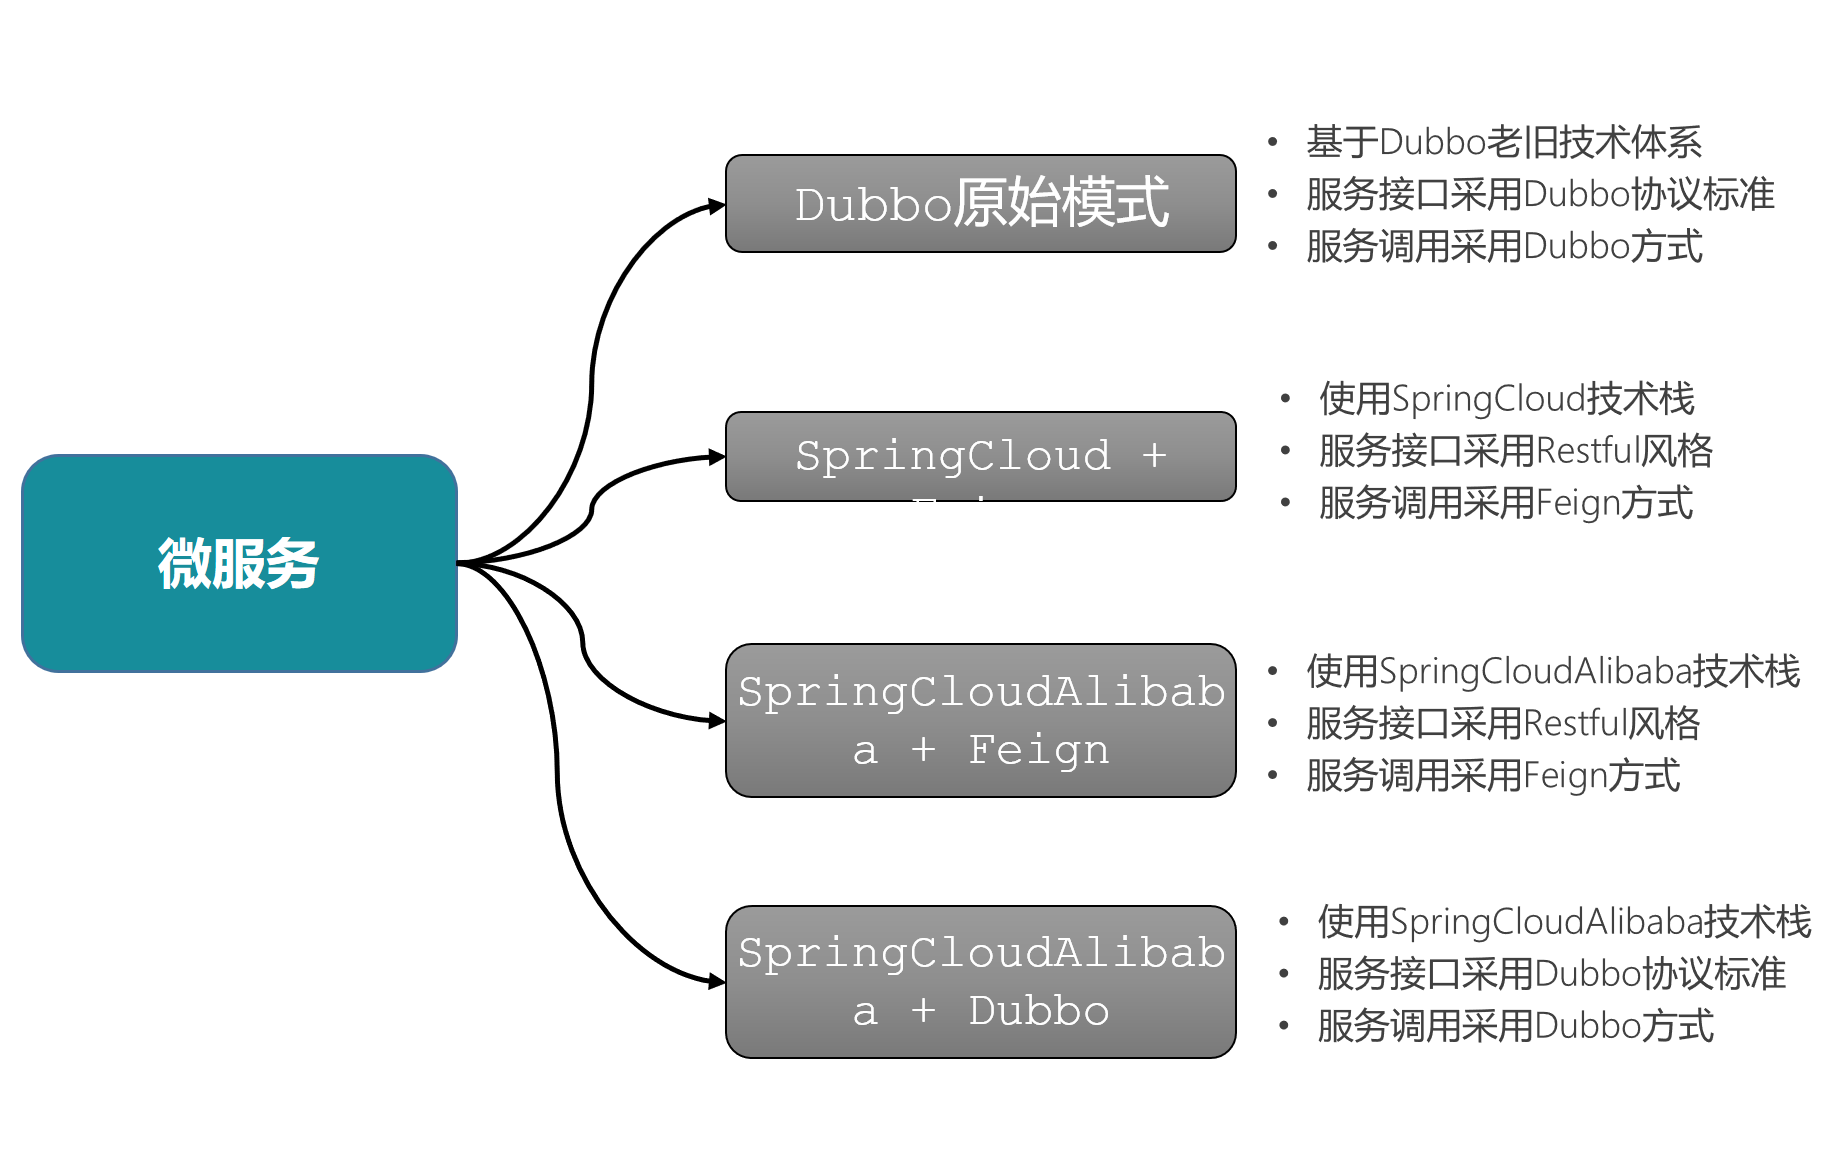 微服务
Dubbo原始模式
• 基于Dubbo老旧技术体系
• 服务接口采用Dubbo协议标准
• 服务调用采用Dubbo方式
SpringCloud +
• 使用SpringCloud技术栈
• 服务接口采用Restful风格
• 服务调用采用Feign方式
SpringCloudAlibab
a + Feign
• 使用SpringCloudAlibaba技术栈
• 服务接口采用Restful风格
• 服务调用采用Feign方式
SpringCloudAlibab
a + Dubbo
• 使用SpringCloudAlibaba技术栈
• 服务接口采用Dubbo协议标准
• 服务调用采用Dubbo方式